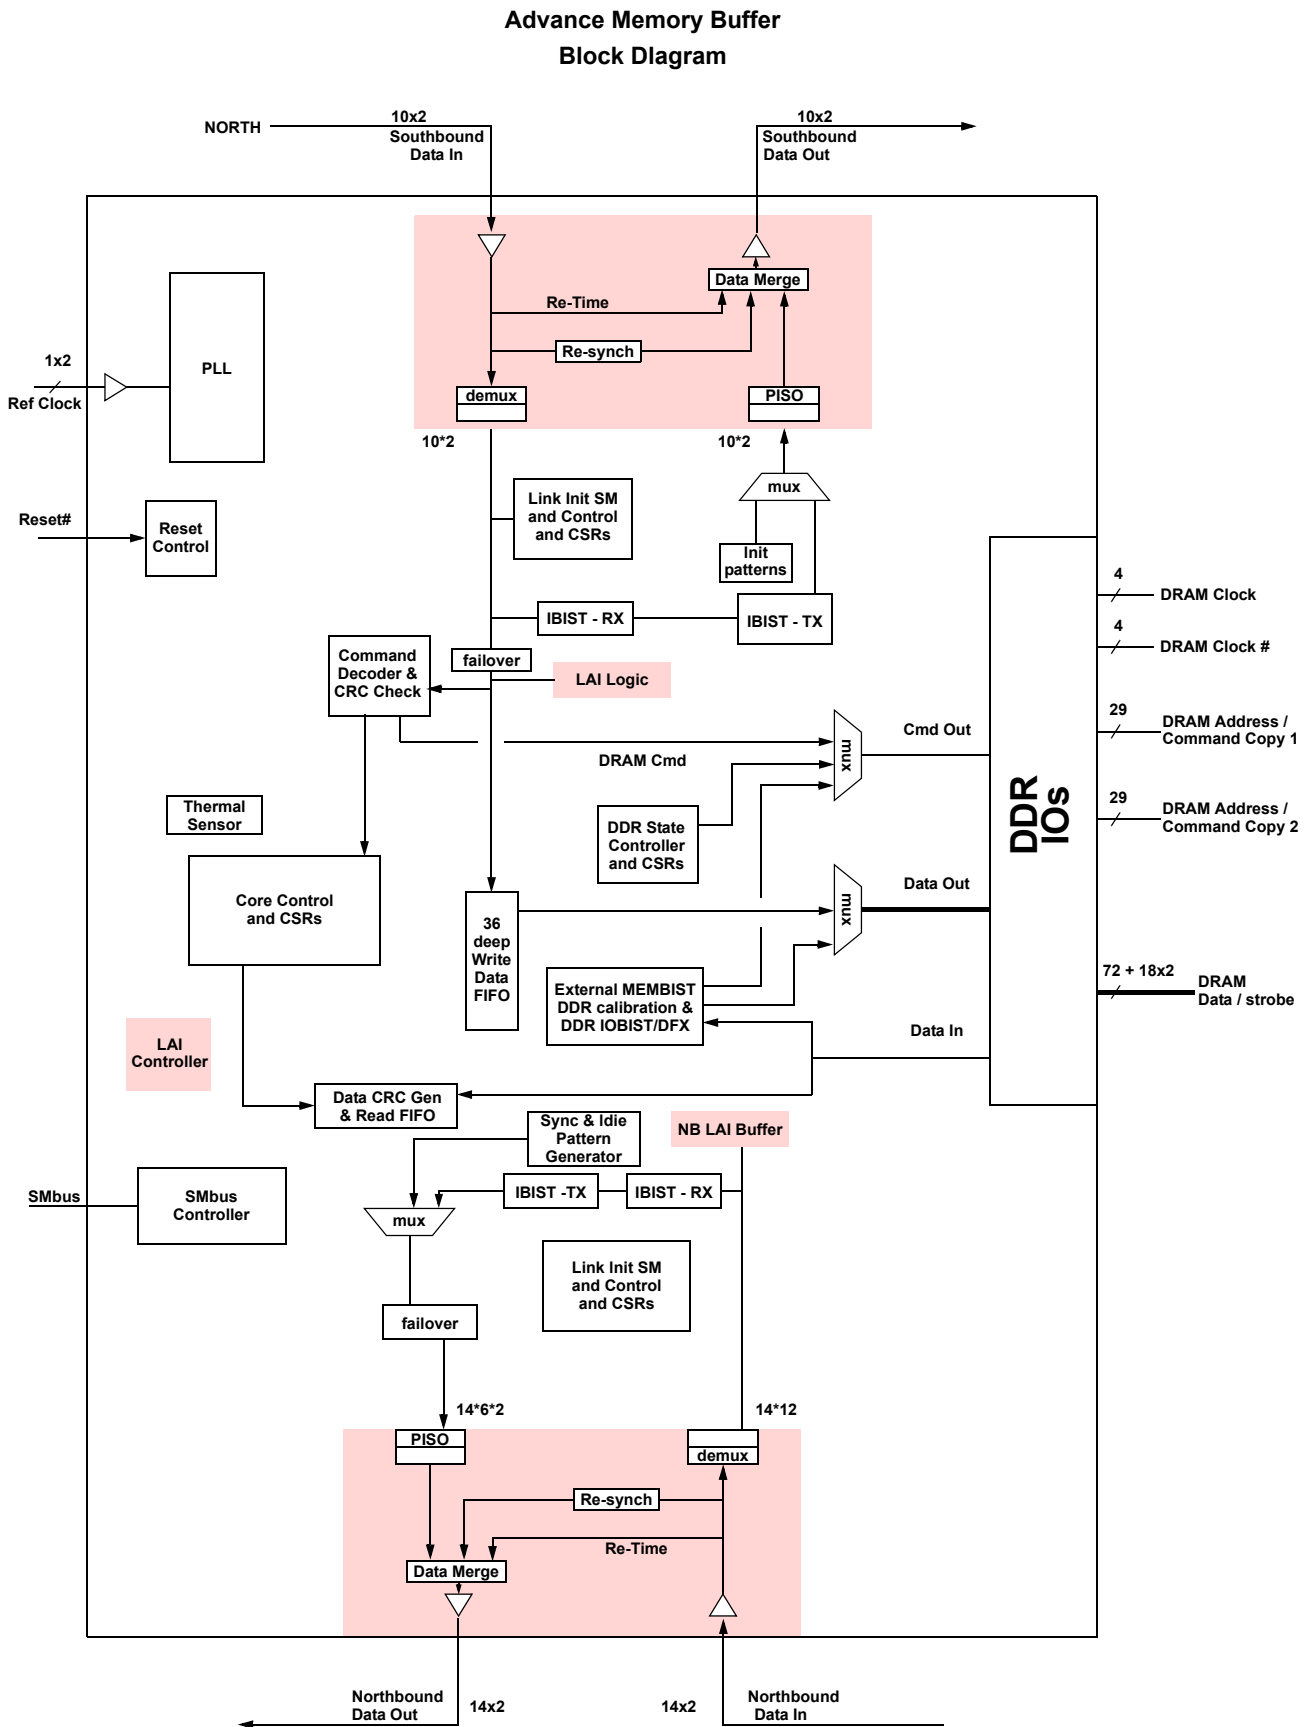 Advance Memory Buffer
Block DIagram
10x2
10x2
NORTH
Southbound
Data In
Southbound
Data Out
Data Merge
Re-Time
Re-synch
1x2
PLL
Ref Clock
demux
PISO
10*2
10*2
mux
Link Init SM
and Control
and CSRs
Reset#
Reset
Control
Init
patterns
4
DRAM Clock
IBIST - RX
IBIST - TX
4
DRAM Clock #
Command
Decoder &
CRC Check
failover
LAI Logic
29
DRAM Address /
Command Copy 1
Cmd Out
mux
DRAM Cmd
DDR
IOs
Thermal
Sensor
29
DRAM Address /
Command Copy 2
DDR State
Controller
and CSRs
Core Control
and CSRs
Data Out
mux
36
deep
Write
Data
FIFO
72 + 18x2
DRAM
Data / strobe
External MEMBIST
DDR calibration &
DDR IOBIST/DFX
Data In
LAI
Controller
Data CRC Gen
& Read FIFO
Sync & Idie
Pattern
Generator
NB LAI Buffer
SMbus
SMbus
Controller
IBIST -TX
IBIST - RX
mux
Link Init SM
and Control
and CSRs
failover
14*6*2
14*12
PISO
demux
Re-synch
Re-Time
Data Merge
Northbound
Data Out
14x2
14x2
Northbound
Data In